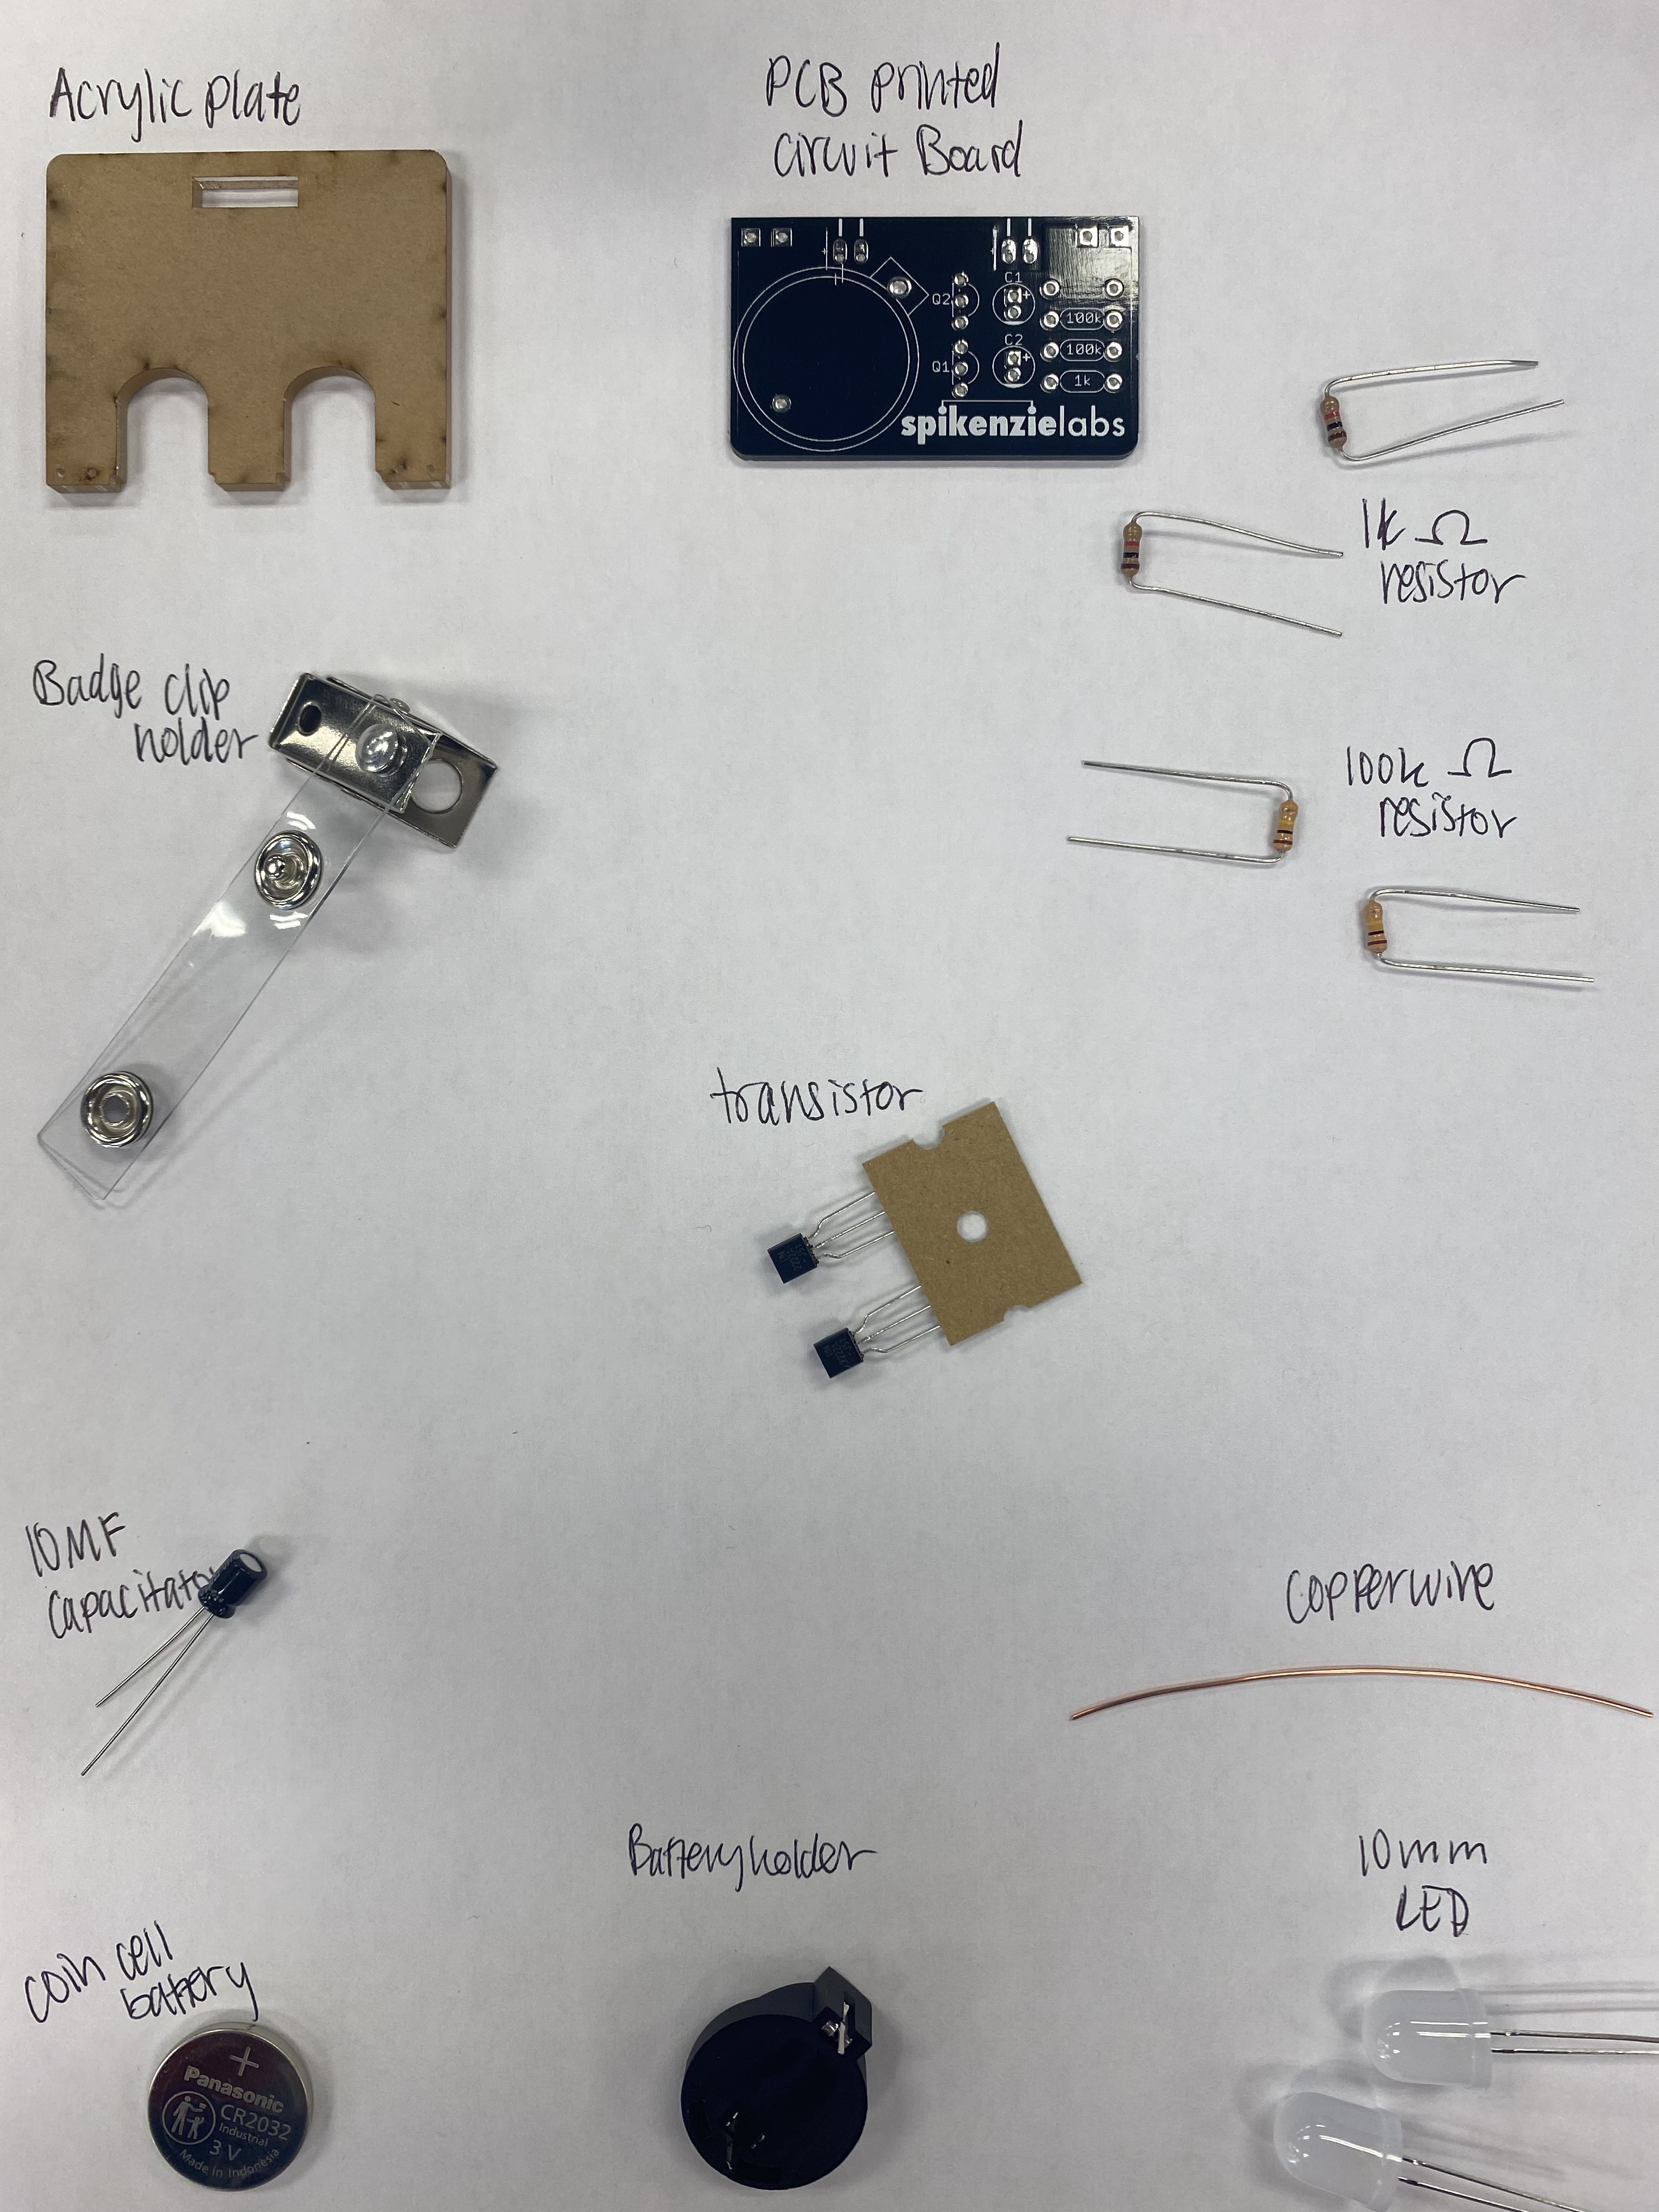 Acrylic plate
PCB printed
circuit Board
Q2
C1
+
100k
C2
+
100k
Q1
1k
spikenzielabs
1k Ω
resistor
Badge clip
holder
100k Ω
resistor
transistor
10MF
capacitator
copperwire
Batteryholder
10mm
LED
coin cell
battery
+
Panasonic
CR2032
Industrial
3 V
Made in Indonesia